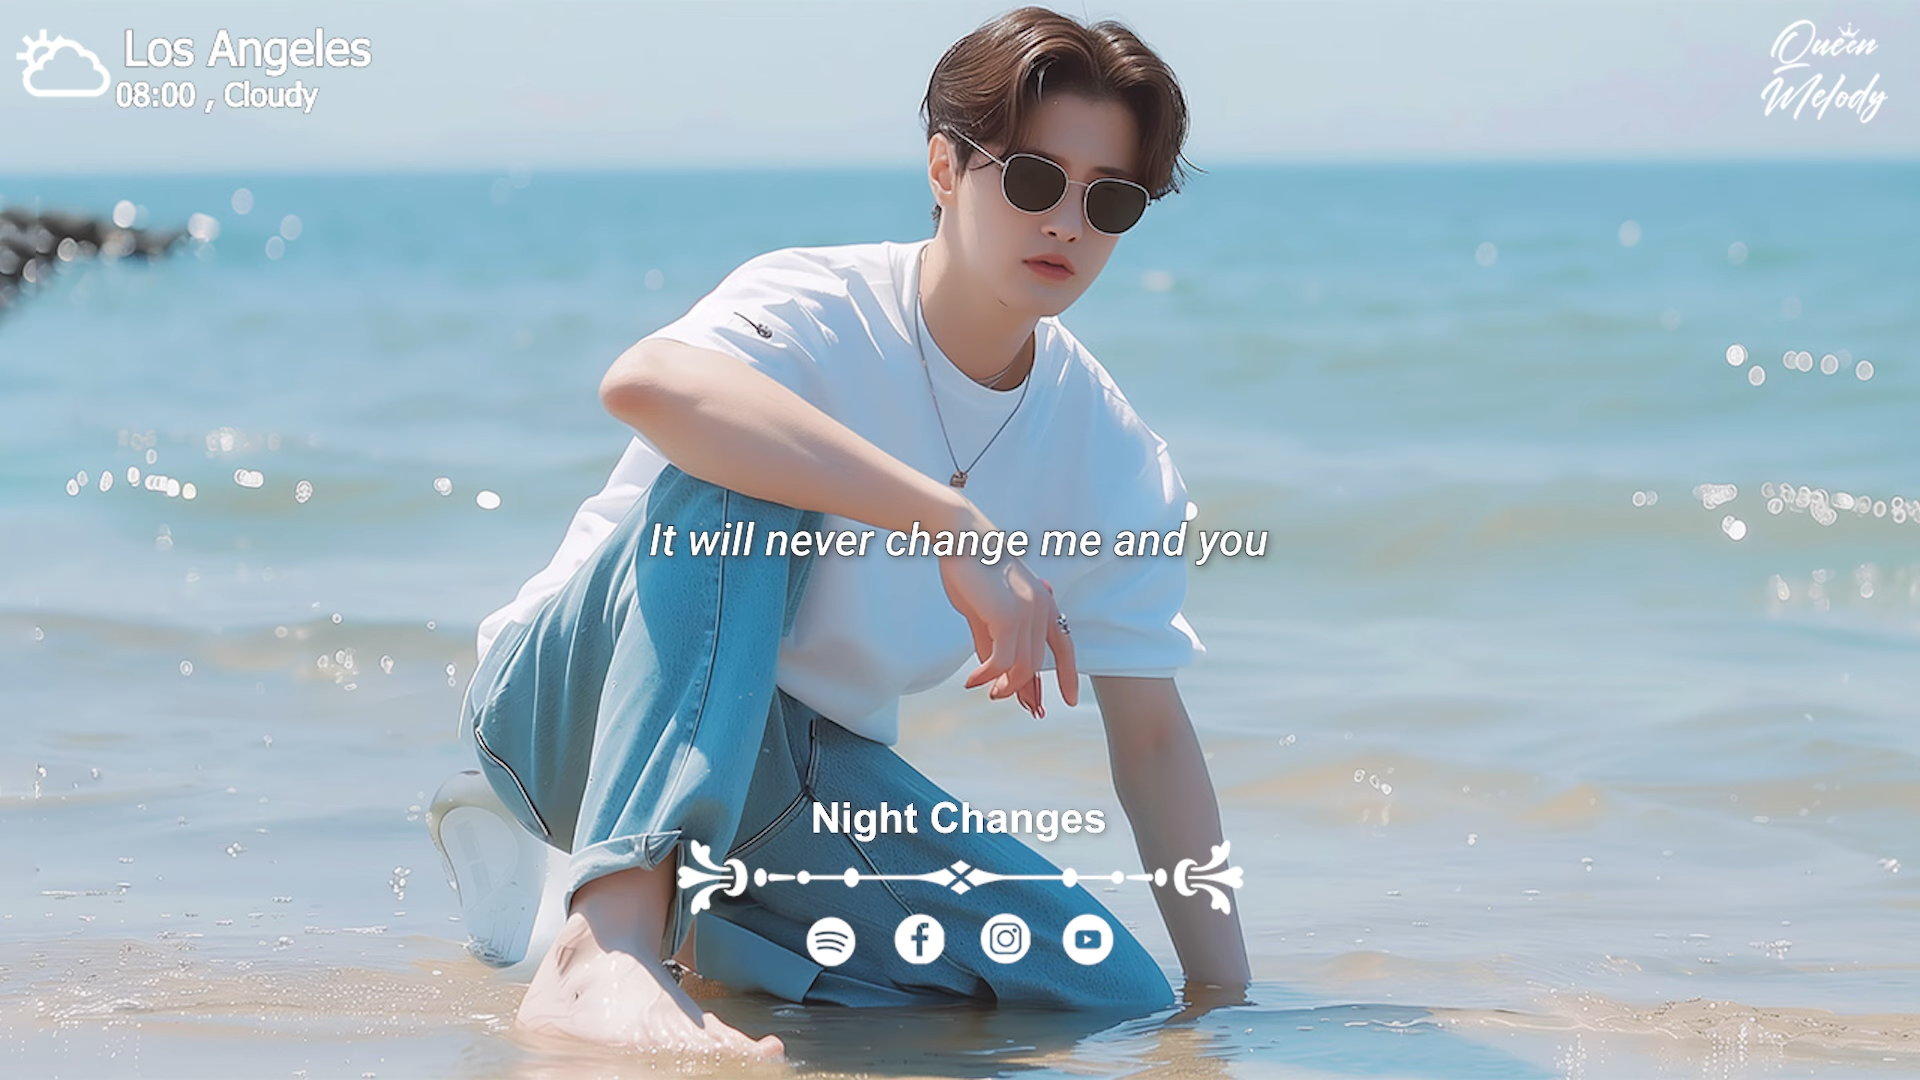 Los Angeles
08:00 , Cloudy
Queen
Melody
It will never change me and you
Night Changes